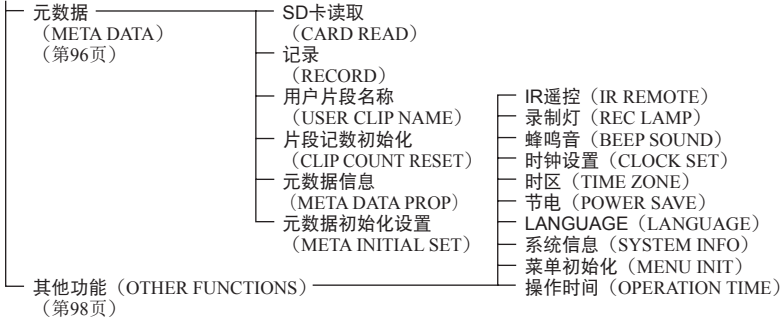 元数据
（META DATA）
（第96页）
SD卡读取
（CARD READ）
记录
（RECORD）
用户片段名称
（USER CLIP NAME）
片段记数初始化
（CLIP COUNT RESET）
元数据信息
（META DATA PROP）
元数据初始化设置
（META INITIAL SET）
其他功能（OTHER FUNCTIONS）
（第98页）
IR遥控（IR REMOTE）
录制灯（REC LAMP）
蜂鸣音（BEEP SOUND）
时钟设置（CLOCK SET）
时区（TIME ZONE）
节电（POWER SAVE）
LANGUAGE（LANGUAGE）
系统信息（SYSTEM INFO）
菜单初始化（MENU INIT）
操作时间（OPERATION TIME）